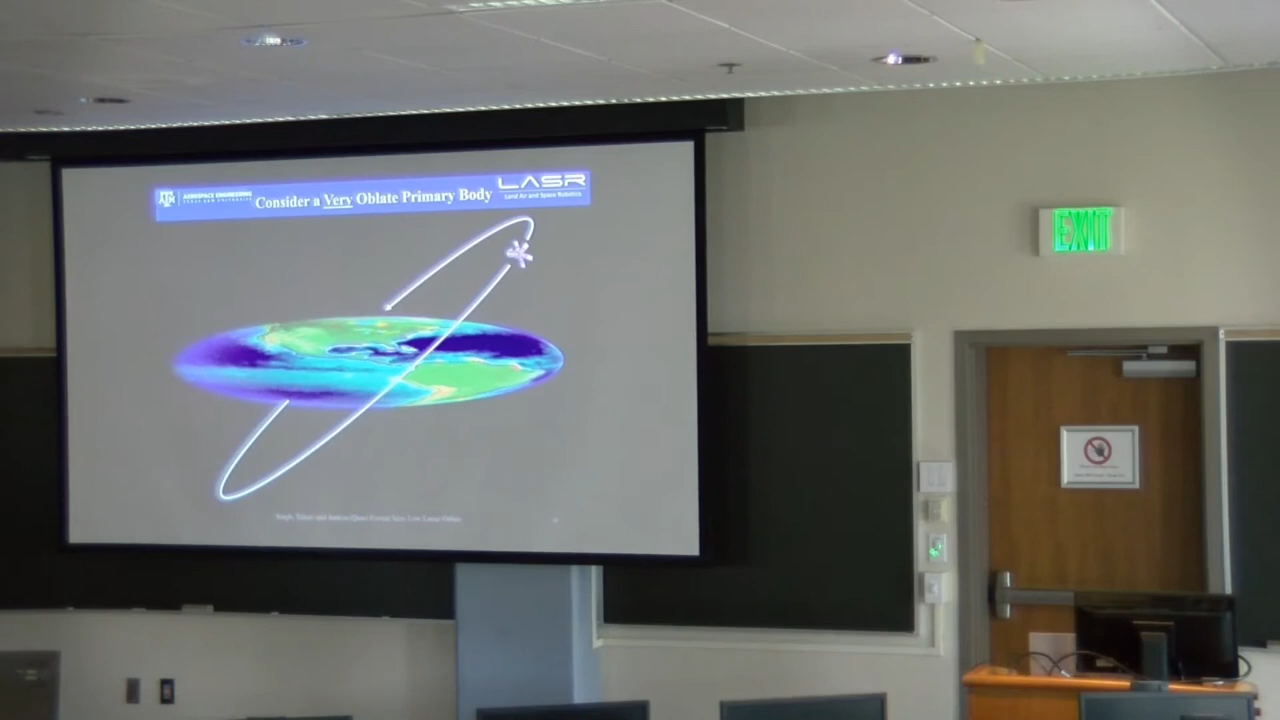 AEROSPACE ENGINEERING
TEXAS A&M UNIVERSITY
Consider a Very Oblate Primary Body
LASR
Land Air and Space Robotics
EXIT